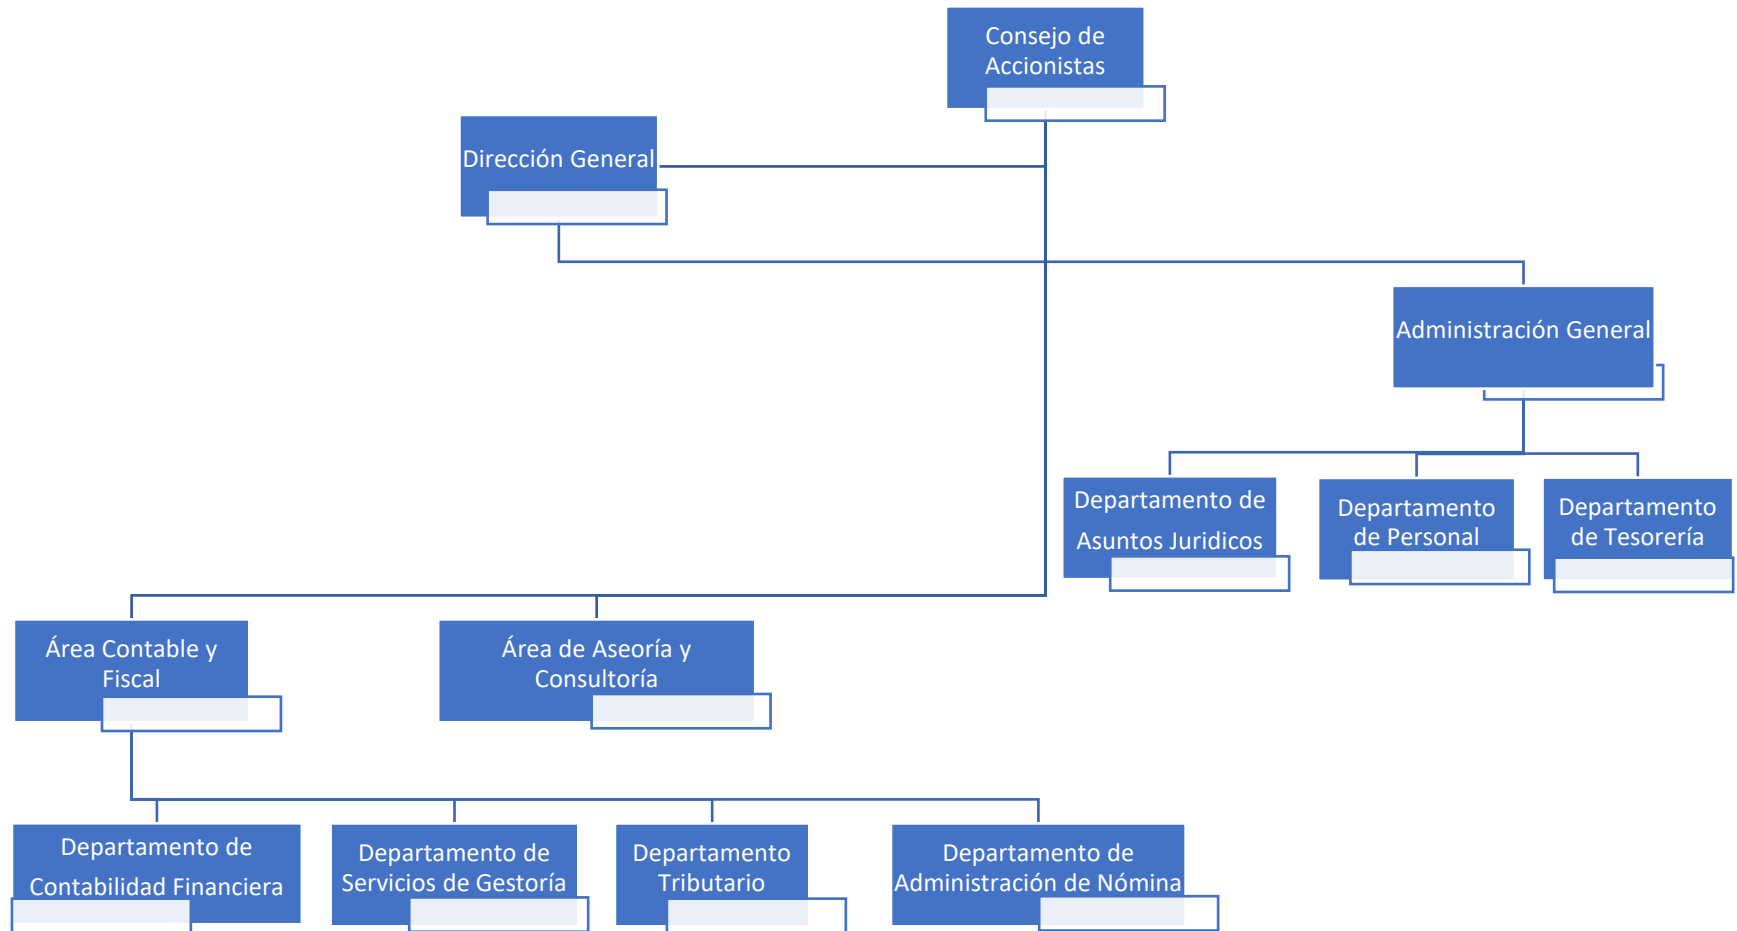 Consejo de
Accionistas
Dirección General
Administración General
Departamento de
Asuntos Juridicos
Departamento
de Personal
Departamento
de Tesorería
Área Contable y
Fiscal
Área de Aseoría y
Consultoría
Departamento de
Contabilidad Financiera
Departamento de
Servicios de Gestoría
Departamento
Tributario
Departamento de
Administración de Nómina